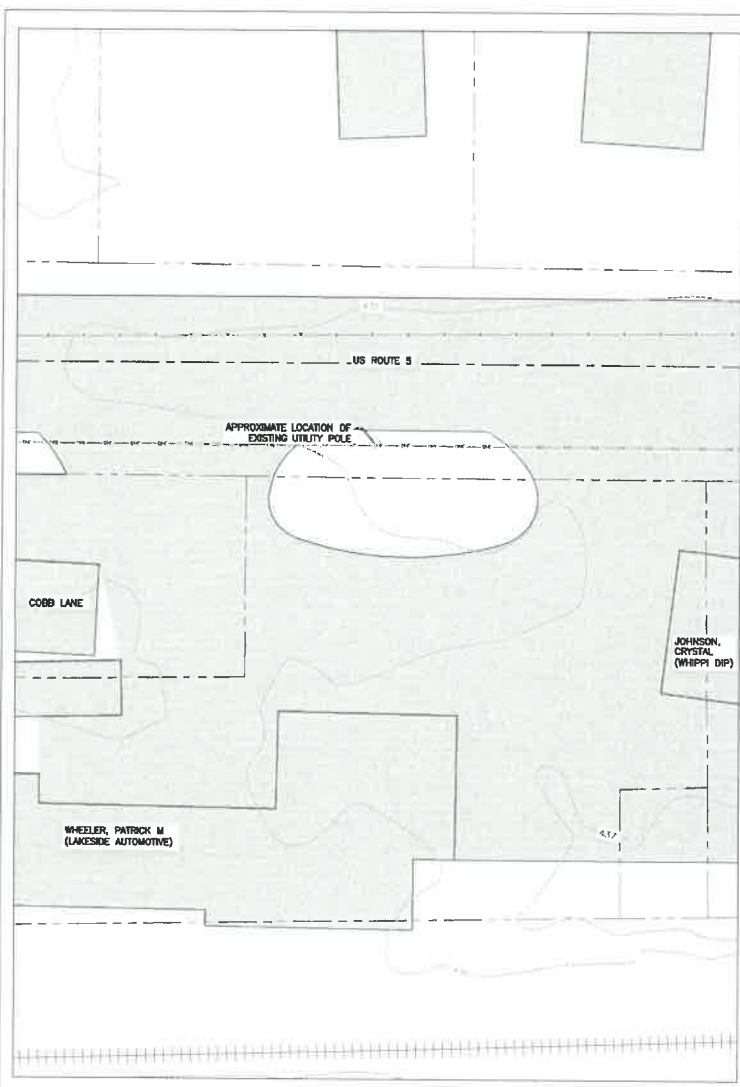 US ROUTE 5
APPROXIMATE LOCATION OF
EXISTING UTILITY POLE
COBB LANE
JOHNSON,
CRYSTAL
(WHIPPI DIP)
437
WHEELER, PATRICK M
(LAKESIDE AUTOMOTIVE)